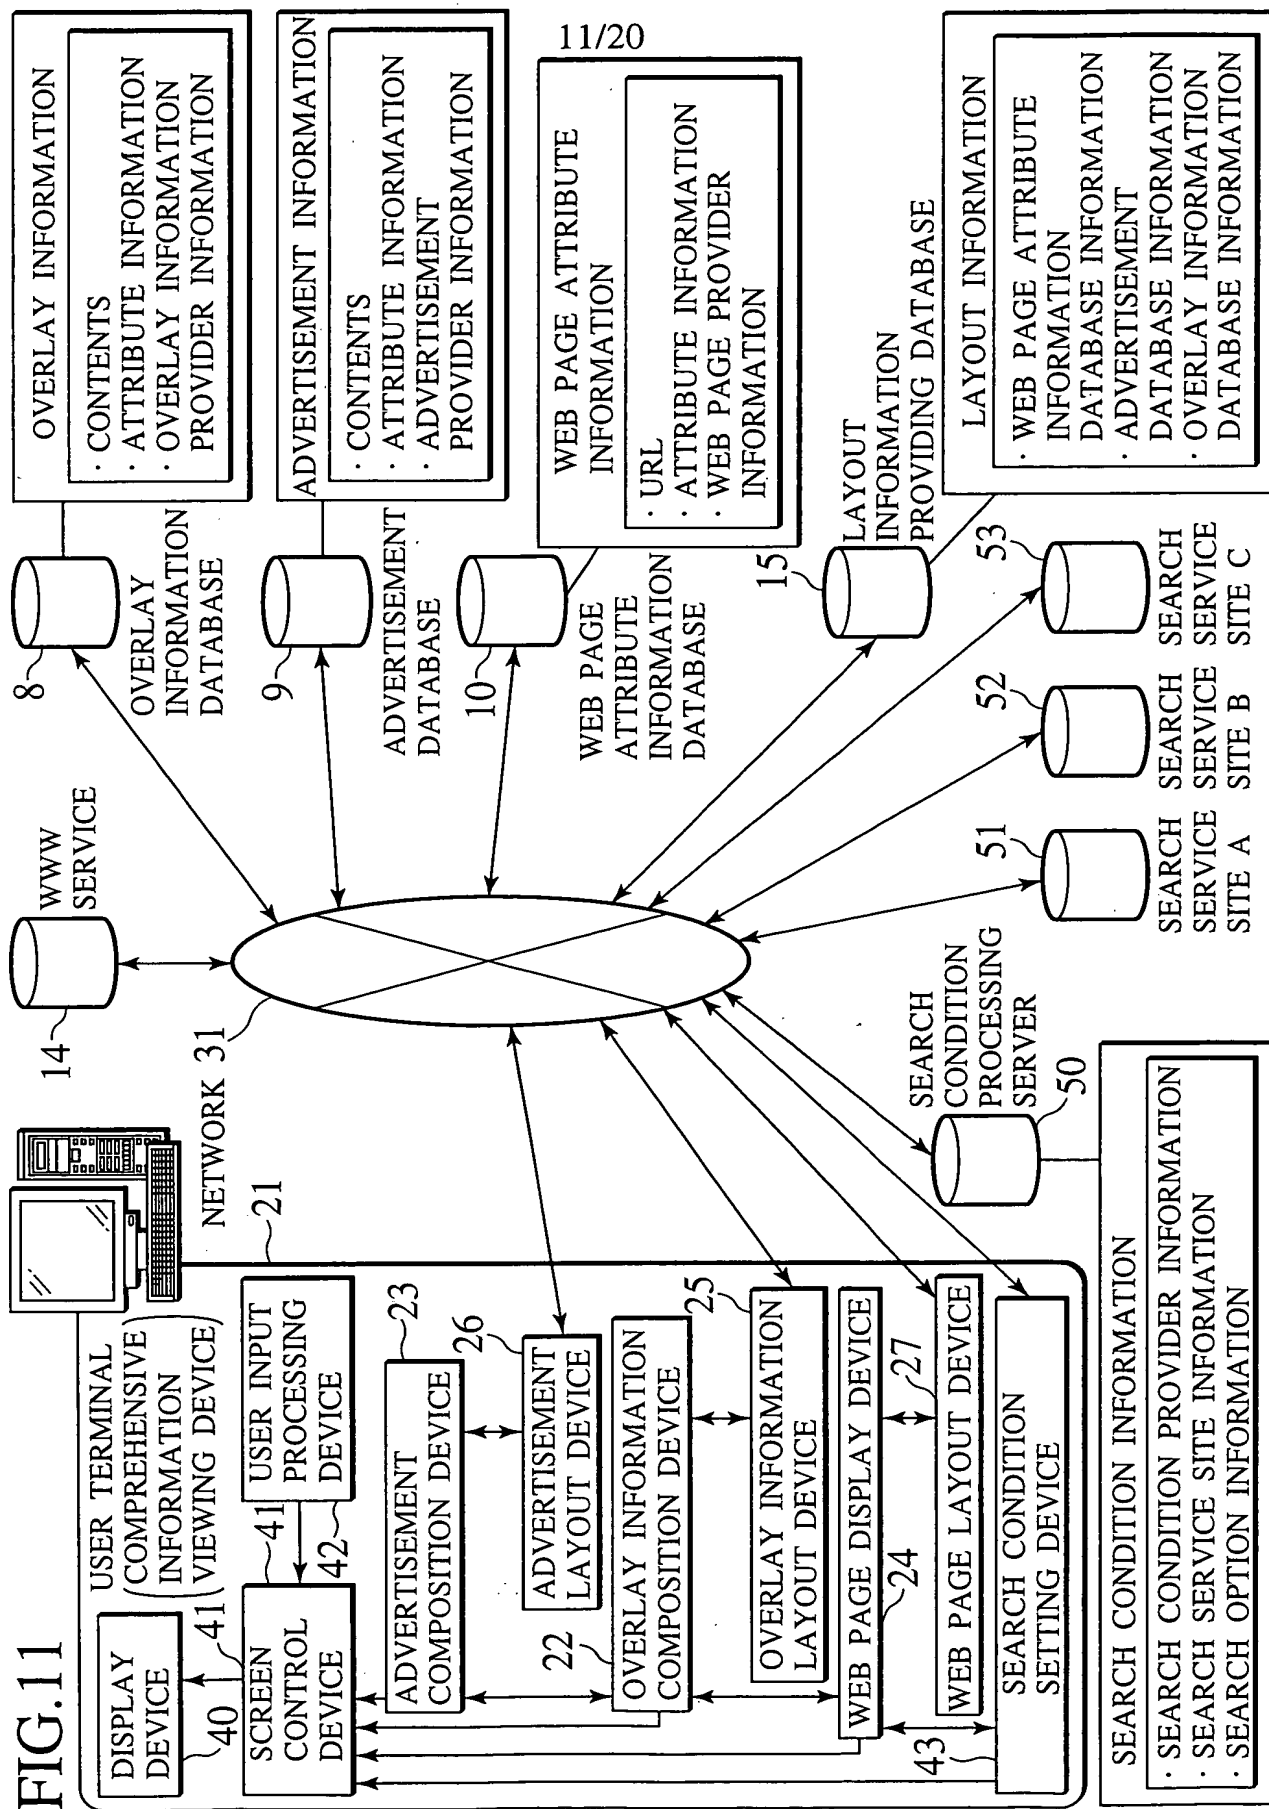 11/20
FIG.11
USER TERMINAL
COMPREHENSIVE
INFORMATION
VIEWING DEVICE
21
DISPLAY
DEVICE
40
41
SCREEN
CONTROL
DEVICE
41
USER INPUT
PROCESSING
DEVICE
42
ADVERTISEMENT
COMPOSITION DEVICE
23
26
ADVERTISEMENT
LAYOUT DEVICE
22
OVERLAY INFORMATION
COMPOSITION DEVICE
25
OVERLAY INFORMATION
LAYOUT DEVICE
WEB PAGE DISPLAY DEVICE
24
27
WEB PAGE LAYOUT DEVICE
43
SEARCH CONDITION
SETTING DEVICE
NETWORK 31
14
WWW
SERVICE
8
OVERLAY
INFORMATION
DATABASE
OVERLAY INFORMATION
· CONTENTS
· ATTRIBUTE INFORMATION
· OVERLAY INFORMATION
PROVIDER INFORMATION
9
ADVERTISEMENT
DATABASE
ADVERTISEMENT INFORMATION
· CONTENTS
· ATTRIBUTE INFORMATION
· ADVERTISEMENT
PROVIDER INFORMATION
10
WEB PAGE
ATTRIBUTE
INFORMATION
DATABASE
WEB PAGE ATTRIBUTE
INFORMATION
· URL
· ATTRIBUTE INFORMATION
· WEB PAGE PROVIDER
INFORMATION
15
LAYOUT
INFORMATION
PROVIDING DATABASE
LAYOUT INFORMATION
· WEB PAGE ATTRIBUTE
INFORMATION
DATABASE INFORMATION
· ADVERTISEMENT
DATABASE INFORMATION
· OVERLAY INFORMATION
DATABASE INFORMATION
51
SEARCH
SERVICE
SITE A
52
SEARCH
SERVICE
SITE B
53
SEARCH
SERVICE
SITE C
SEARCH
CONDITION
PROCESSING
SERVER
50
SEARCH CONDITION INFORMATION
· SEARCH CONDITION PROVIDER INFORMATION
· SEARCH SERVICE SITE INFORMATION
· SEARCH OPTION INFORMATION